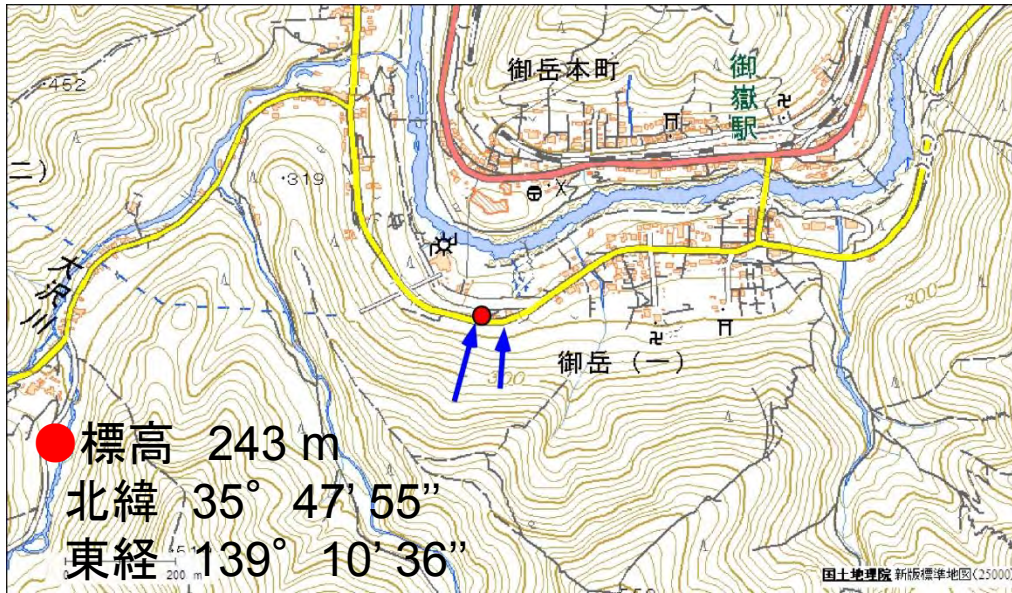 ・452
御岳本町
御嶽駅
二）
・319
大沢川
300
300
御岳（一）
標高 243 m
北緯 35° 47’ 55”
東経 139° 10’ 36”
0 200 m
国土地理院 新版標準地図(25000)